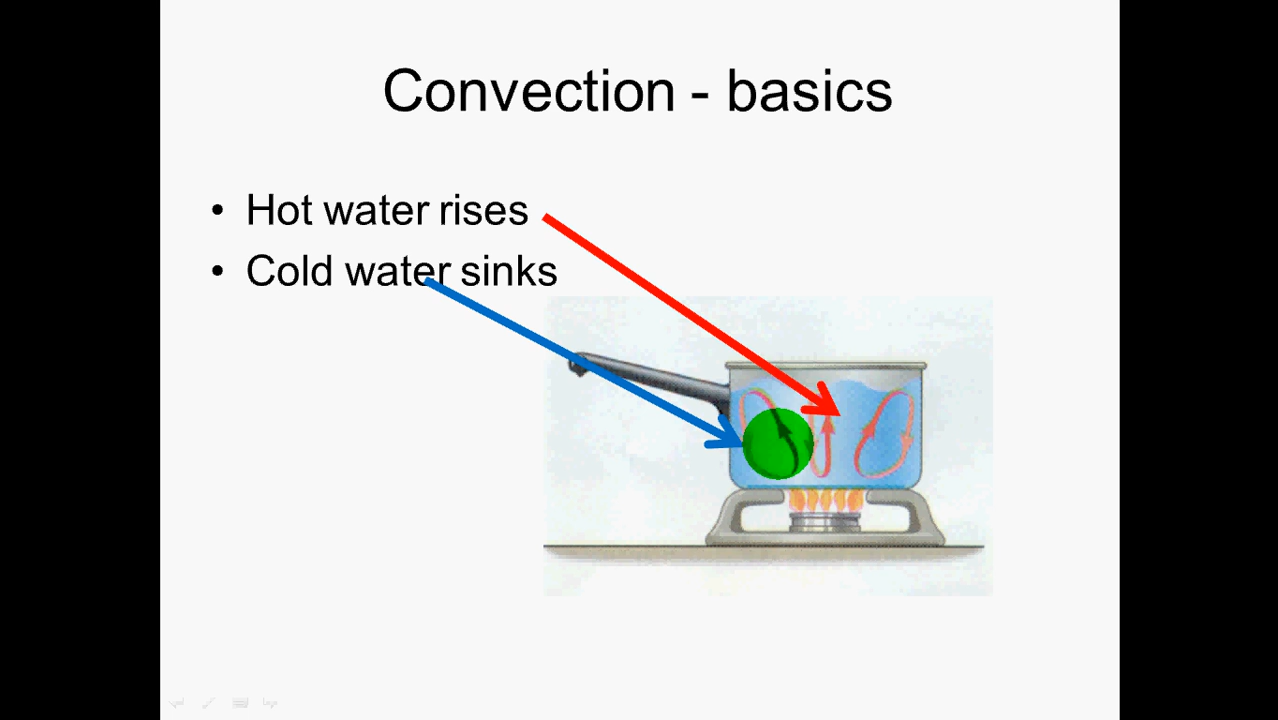 Convection - basics
• Hot water rises
• Cold water sinks